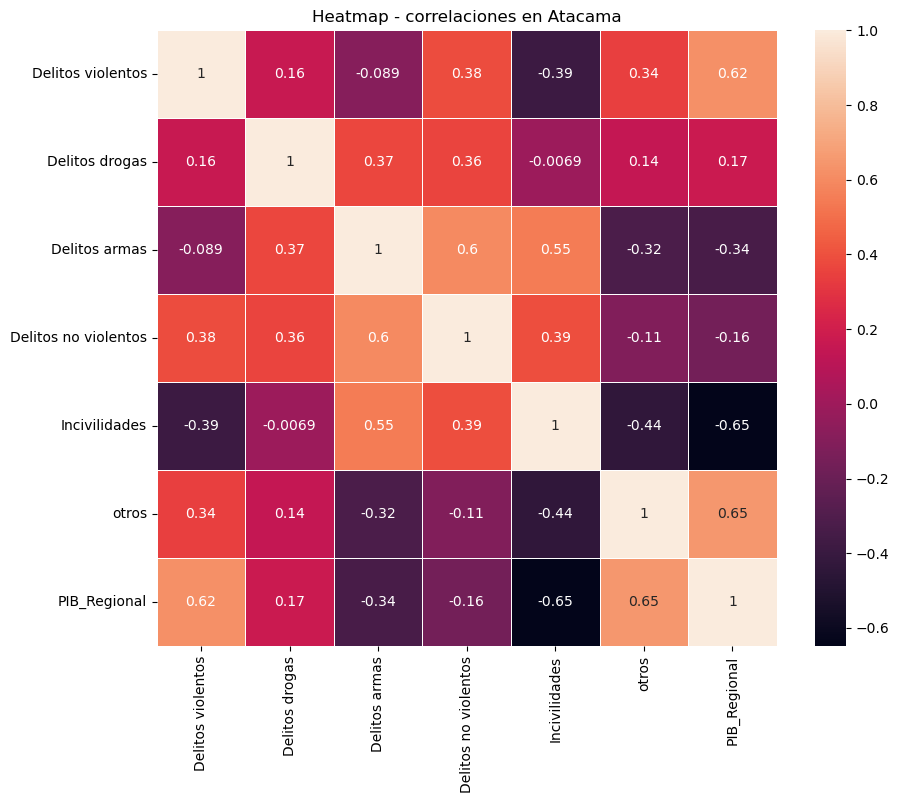 Heatmap - correlaciones en Atacama
Delitos violentos 1 0.16 -0.089 0.38 -0.39 0.34 0.62
Delitos drogas 0.16 1 0.37 0.36 -0.0069 0.14 0.17
Delitos armas -0.089 0.37 1 0.6 0.55 -0.32 -0.34
Delitos no violentos 0.38 0.36 0.6 1 0.39 -0.11 -0.16
Incivilidades -0.39 -0.0069 0.55 0.39 1 -0.44 -0.65
otros 0.34 0.14 -0.32 -0.11 -0.44 1 0.65
PIB_Regional 0.62 0.17 -0.34 -0.16 -0.65 0.65 1
Delitos violentos
Delitos drogas
Delitos armas
Delitos no violentos
Incivilidades
otros
PIB_Regional
1.0
0.8
0.6
0.4
0.2
0.0
−0.2
−0.4
−0.6